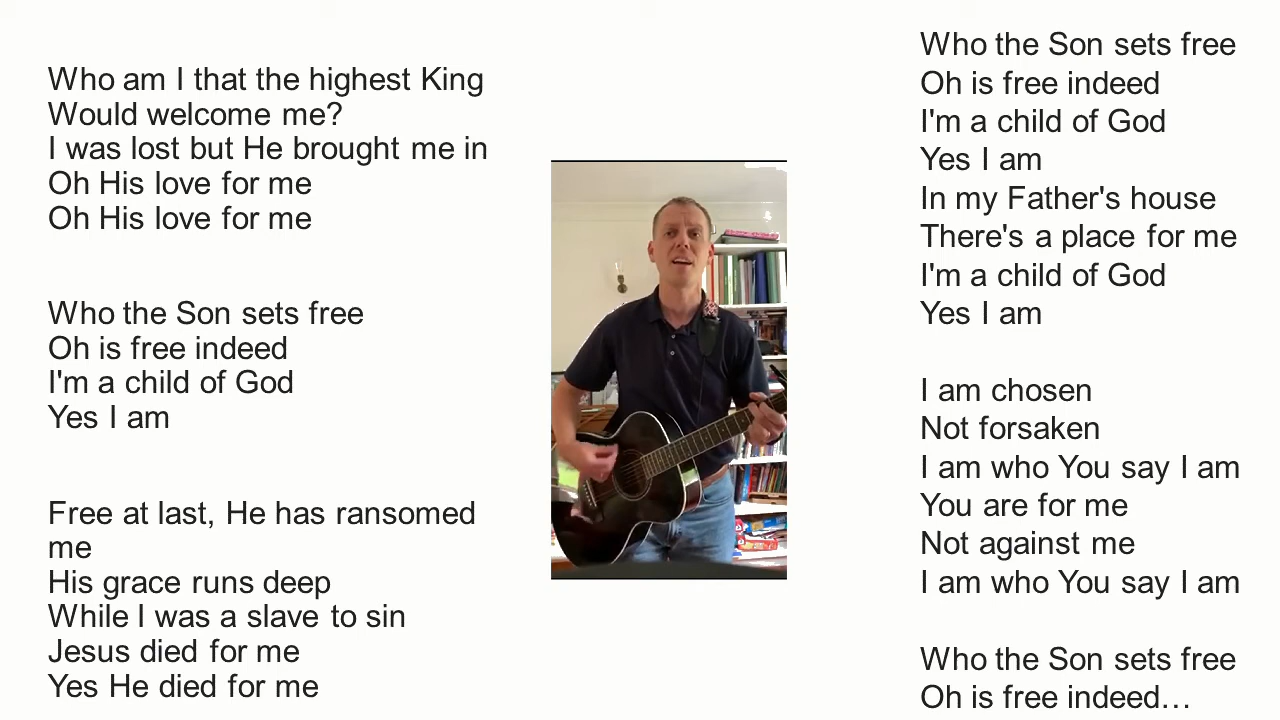 Who am I that the highest King
Would welcome me?
I was lost but He brought me in
Oh His love for me
Oh His love for me
Who the Son sets free
Oh is free indeed
I'm a child of God
Yes I am
Free at last, He has ransomed
me
His grace runs deep
While I was a slave to sin
Jesus died for me
Yes He died for me
Who the Son sets free
Oh is free indeed
I'm a child of God
Yes I am
In my Father's house
There's a place for me
I'm a child of God
Yes I am
I am chosen
Not forsaken
I am who You say I am
You are for me
Not against me
I am who You say I am
Who the Son sets free
Oh is free indeed…